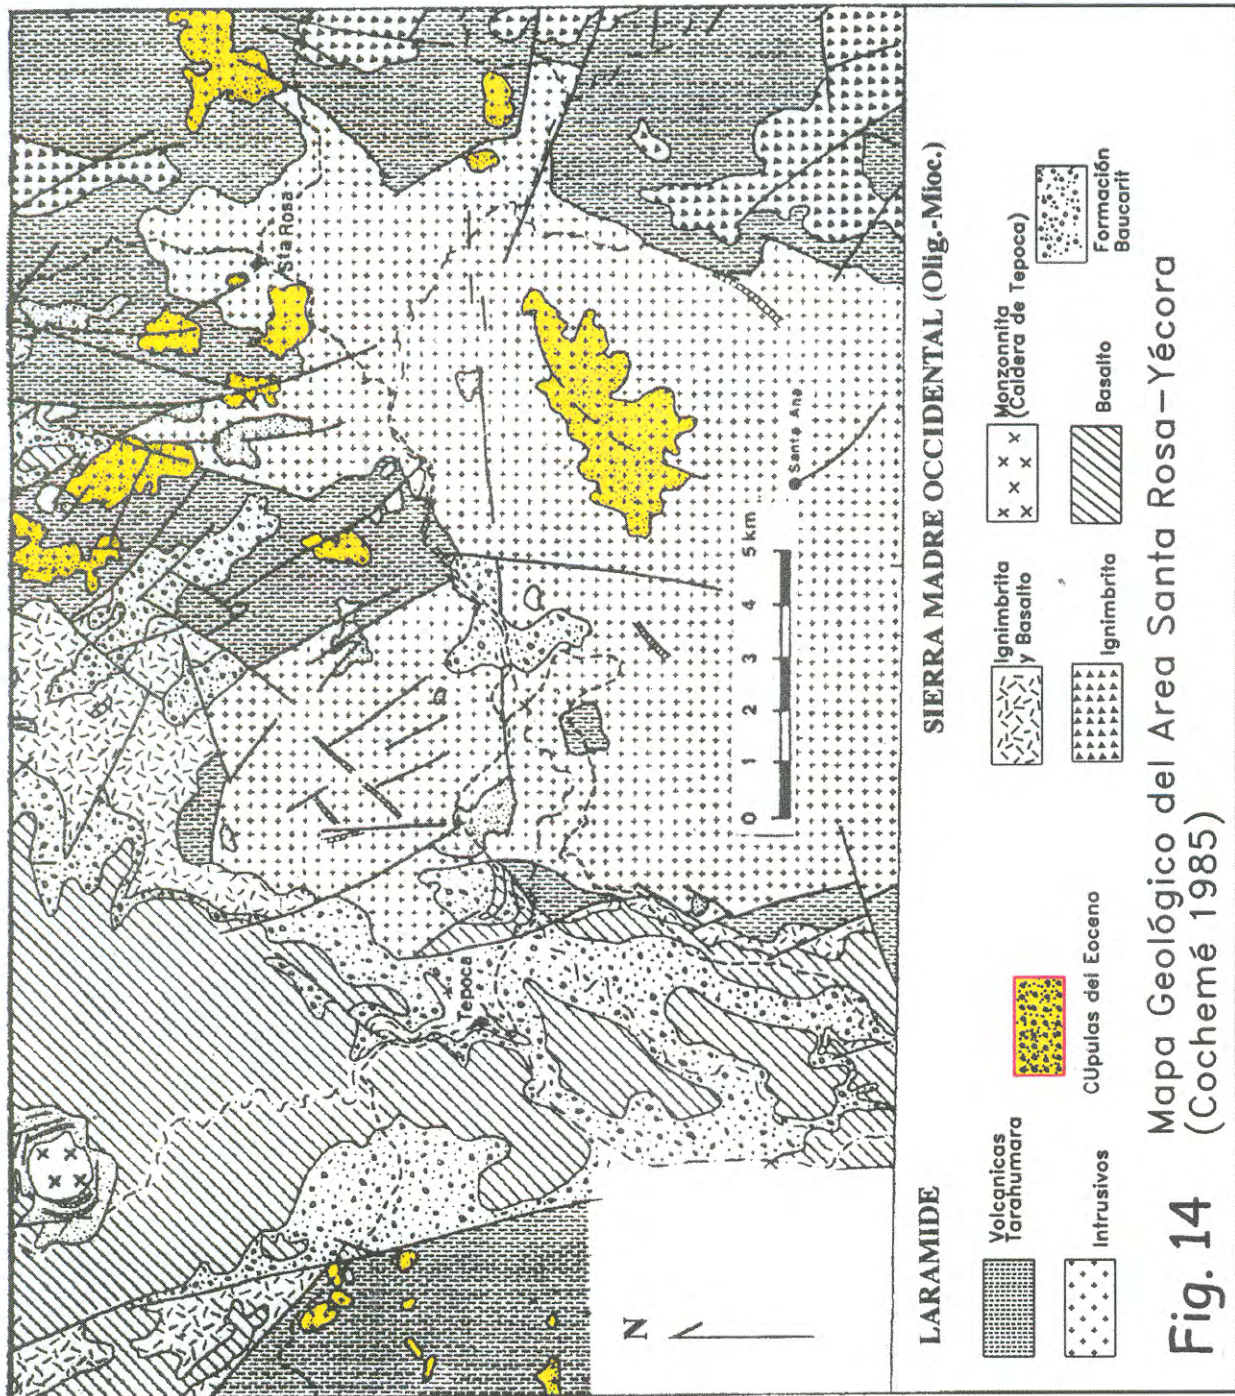 Sta Rosa
Tepoca
Santa Ana
0 1 2 3 4 5 km
N
LARAMIDE
SIERRA MADRE OCCIDENTAL (Olig.-Mioc.)
Volcanicas
Tarahumara
Intrusivos
Cúpulas del Eoceno
Ignimbrita
y Basalto
Ignimbrita
Monzonnita
(Caldera de Tepoca)
Basalto
Formación
Baucarit
Fig. 14 Mapa Geológico del Area Santa Rosa-Yécora
(Cochemé 1985)